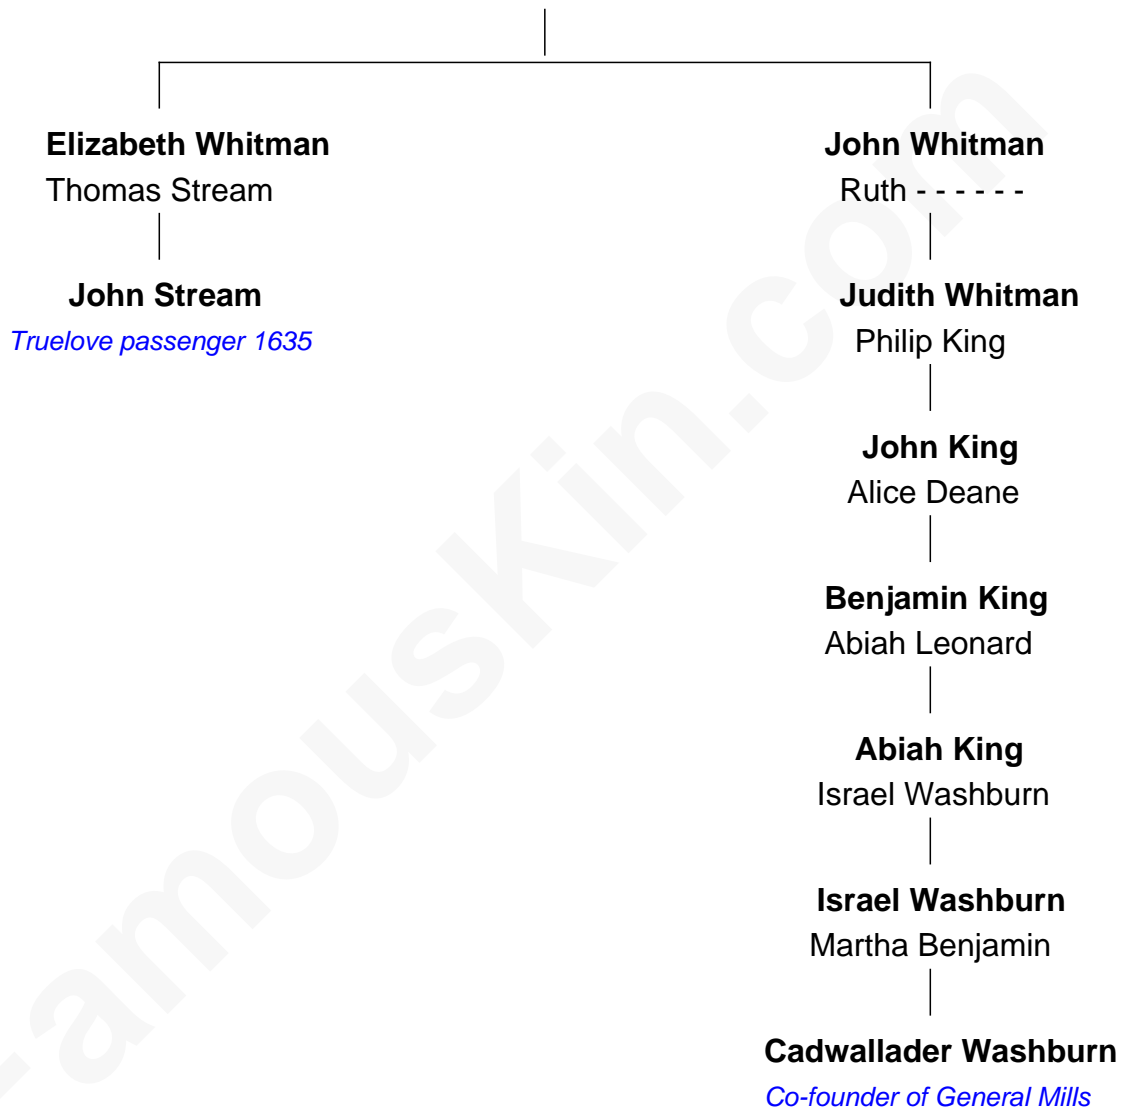 Elizabeth Whitman
Thomas Stream
John Stream
Truelove passenger 1635
John Whitman
Ruth - - - - - -
Judith Whitman
Philip King
John King
Alice Deane
Benjamin King
Abiah Leonard
Abiah King
Israel Washburn
Israel Washburn
Martha Benjamin
Cadwallader Washburn
Co-founder of General Mills
FamousKin.com